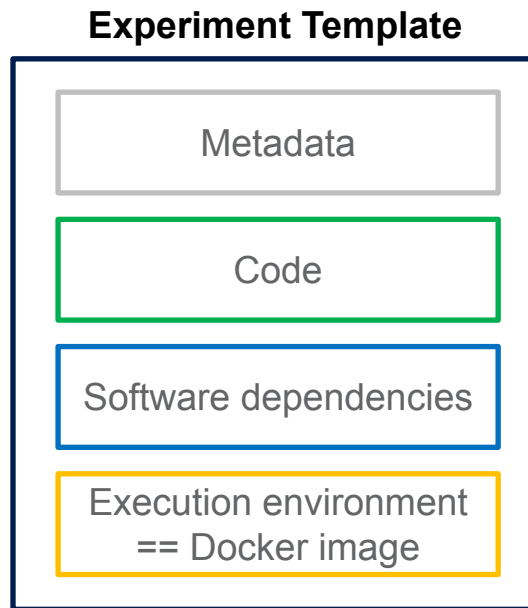 Experiment Template
Metadata
Code
Software dependencies
Execution environment
== Docker image